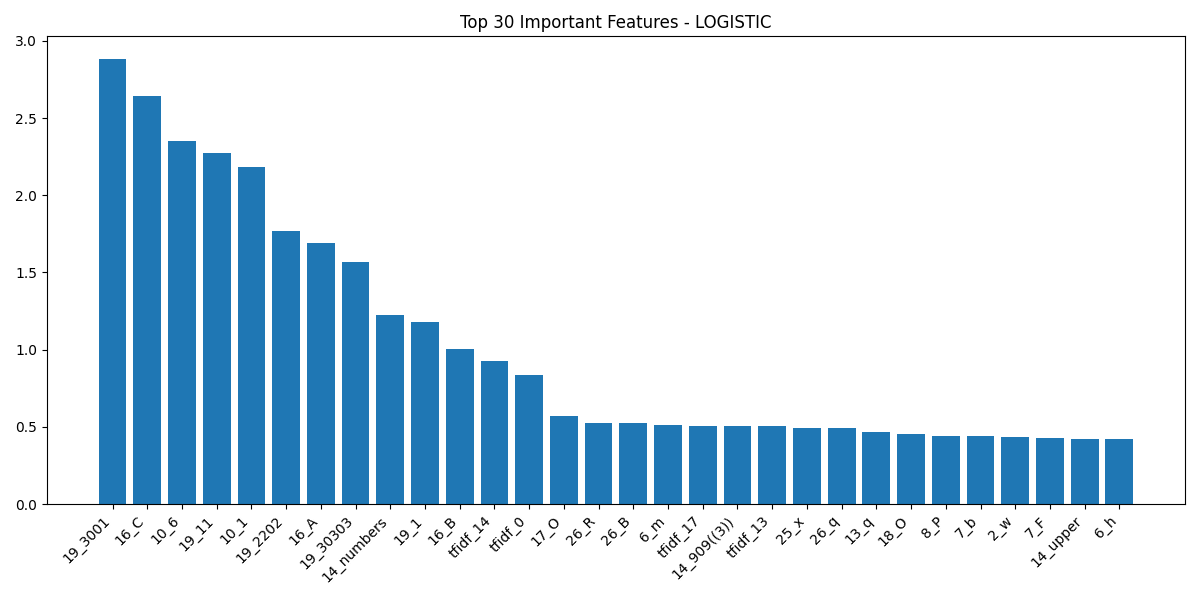 Top 30 Important Features - LOGISTIC
3.0
2.5
2.0
1.5
1.0
0.5
0.0
19_3001
16_C
10_6
19_11
10_1
19_2202
16_A
19_30303
14_numbers
19_1
16_B
tfidf_14
tfidf_0
17_O
26_R
26_B
6_m
tfidf_17
14_909((3))
tfidf_13
25_x
26_q
13_q
18_O
8_P
7_b
2_w
7_F
14_upper
6_h